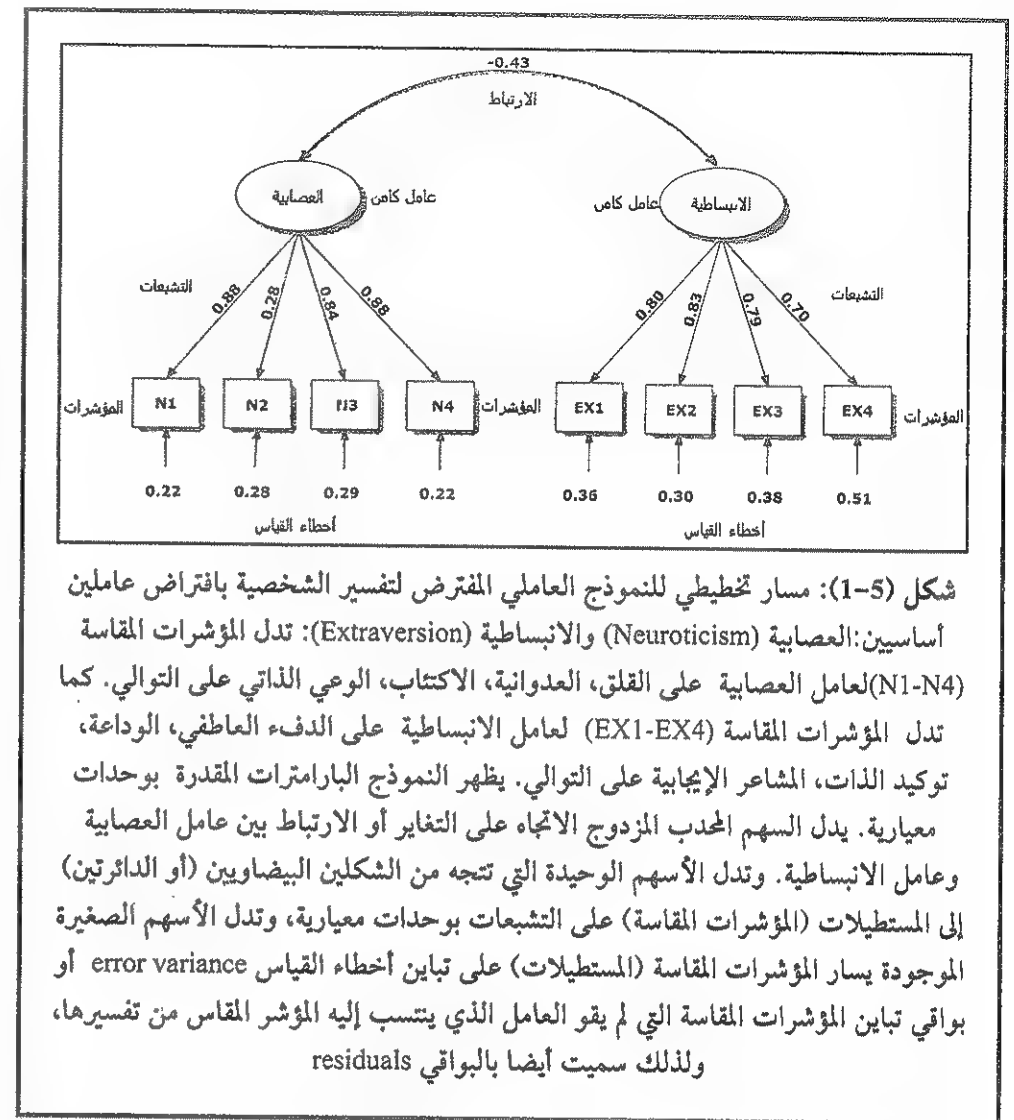 -0.43
الارتباط
العصابية عامل كامن عامل كامن الانبساطية
التشبعات 0.88 0.28 0.84 0.88 0.80 0.83 0.79 0.70 التشبعات
المؤشرات N1 N2 N3 N4 المؤشرات EX1 EX2 EX3 EX4 المؤشرات
0.22 0.28 0.29 0.22 0.36 0.30 0.38 0.51
أخطاء القياس أخطاء القياس
شكل (5-1): مسار تخطيطي للنموذج العاملي المفترض لتفسير الشخصية بافتراض عاملين
أساسيين:العصابية (Neuroticism) والانبساطية (Extraversion): تدل المؤشرات المقاسة
(N1-N4)لعامل العصابية على القلق، العدوانية، الاكتئاب، الوعي الذاتي على التوالي. كما
تدل المؤشرات المقاسة (EX1-EX4) لعامل الانبساطية على الدفء العاطفي، الوداعة،
توكيد الذات، المشاعر الإيجابية على التوالي. يظهر النموذج البارامترات المقدرة بوحدات
معيارية. يدل السهم المحدب المزدوج الاتجاه على التغاير أو الارتباط بين عامل العصابية
وعامل الانبساطية. وتدل الأسهم الوحيدة التي تتجه من الشكلين البيضاويين (أو الدائرتين)
إلى المستطيلات (المؤشرات المقاسة) على التشبعات بوحدات معيارية، وتدل الأسهم الصغيرة
الموجودة يسار المؤشرات المقاسة (المستطيلات) على تباين أخطاء القياس error variance أو
بواقي تباين المؤشرات المقاسة التي لم يقو العامل الذي ينتسب إليه المؤشر المقاس من تفسيرها،
ولذلك سميت أيضا بالبواقي residuals